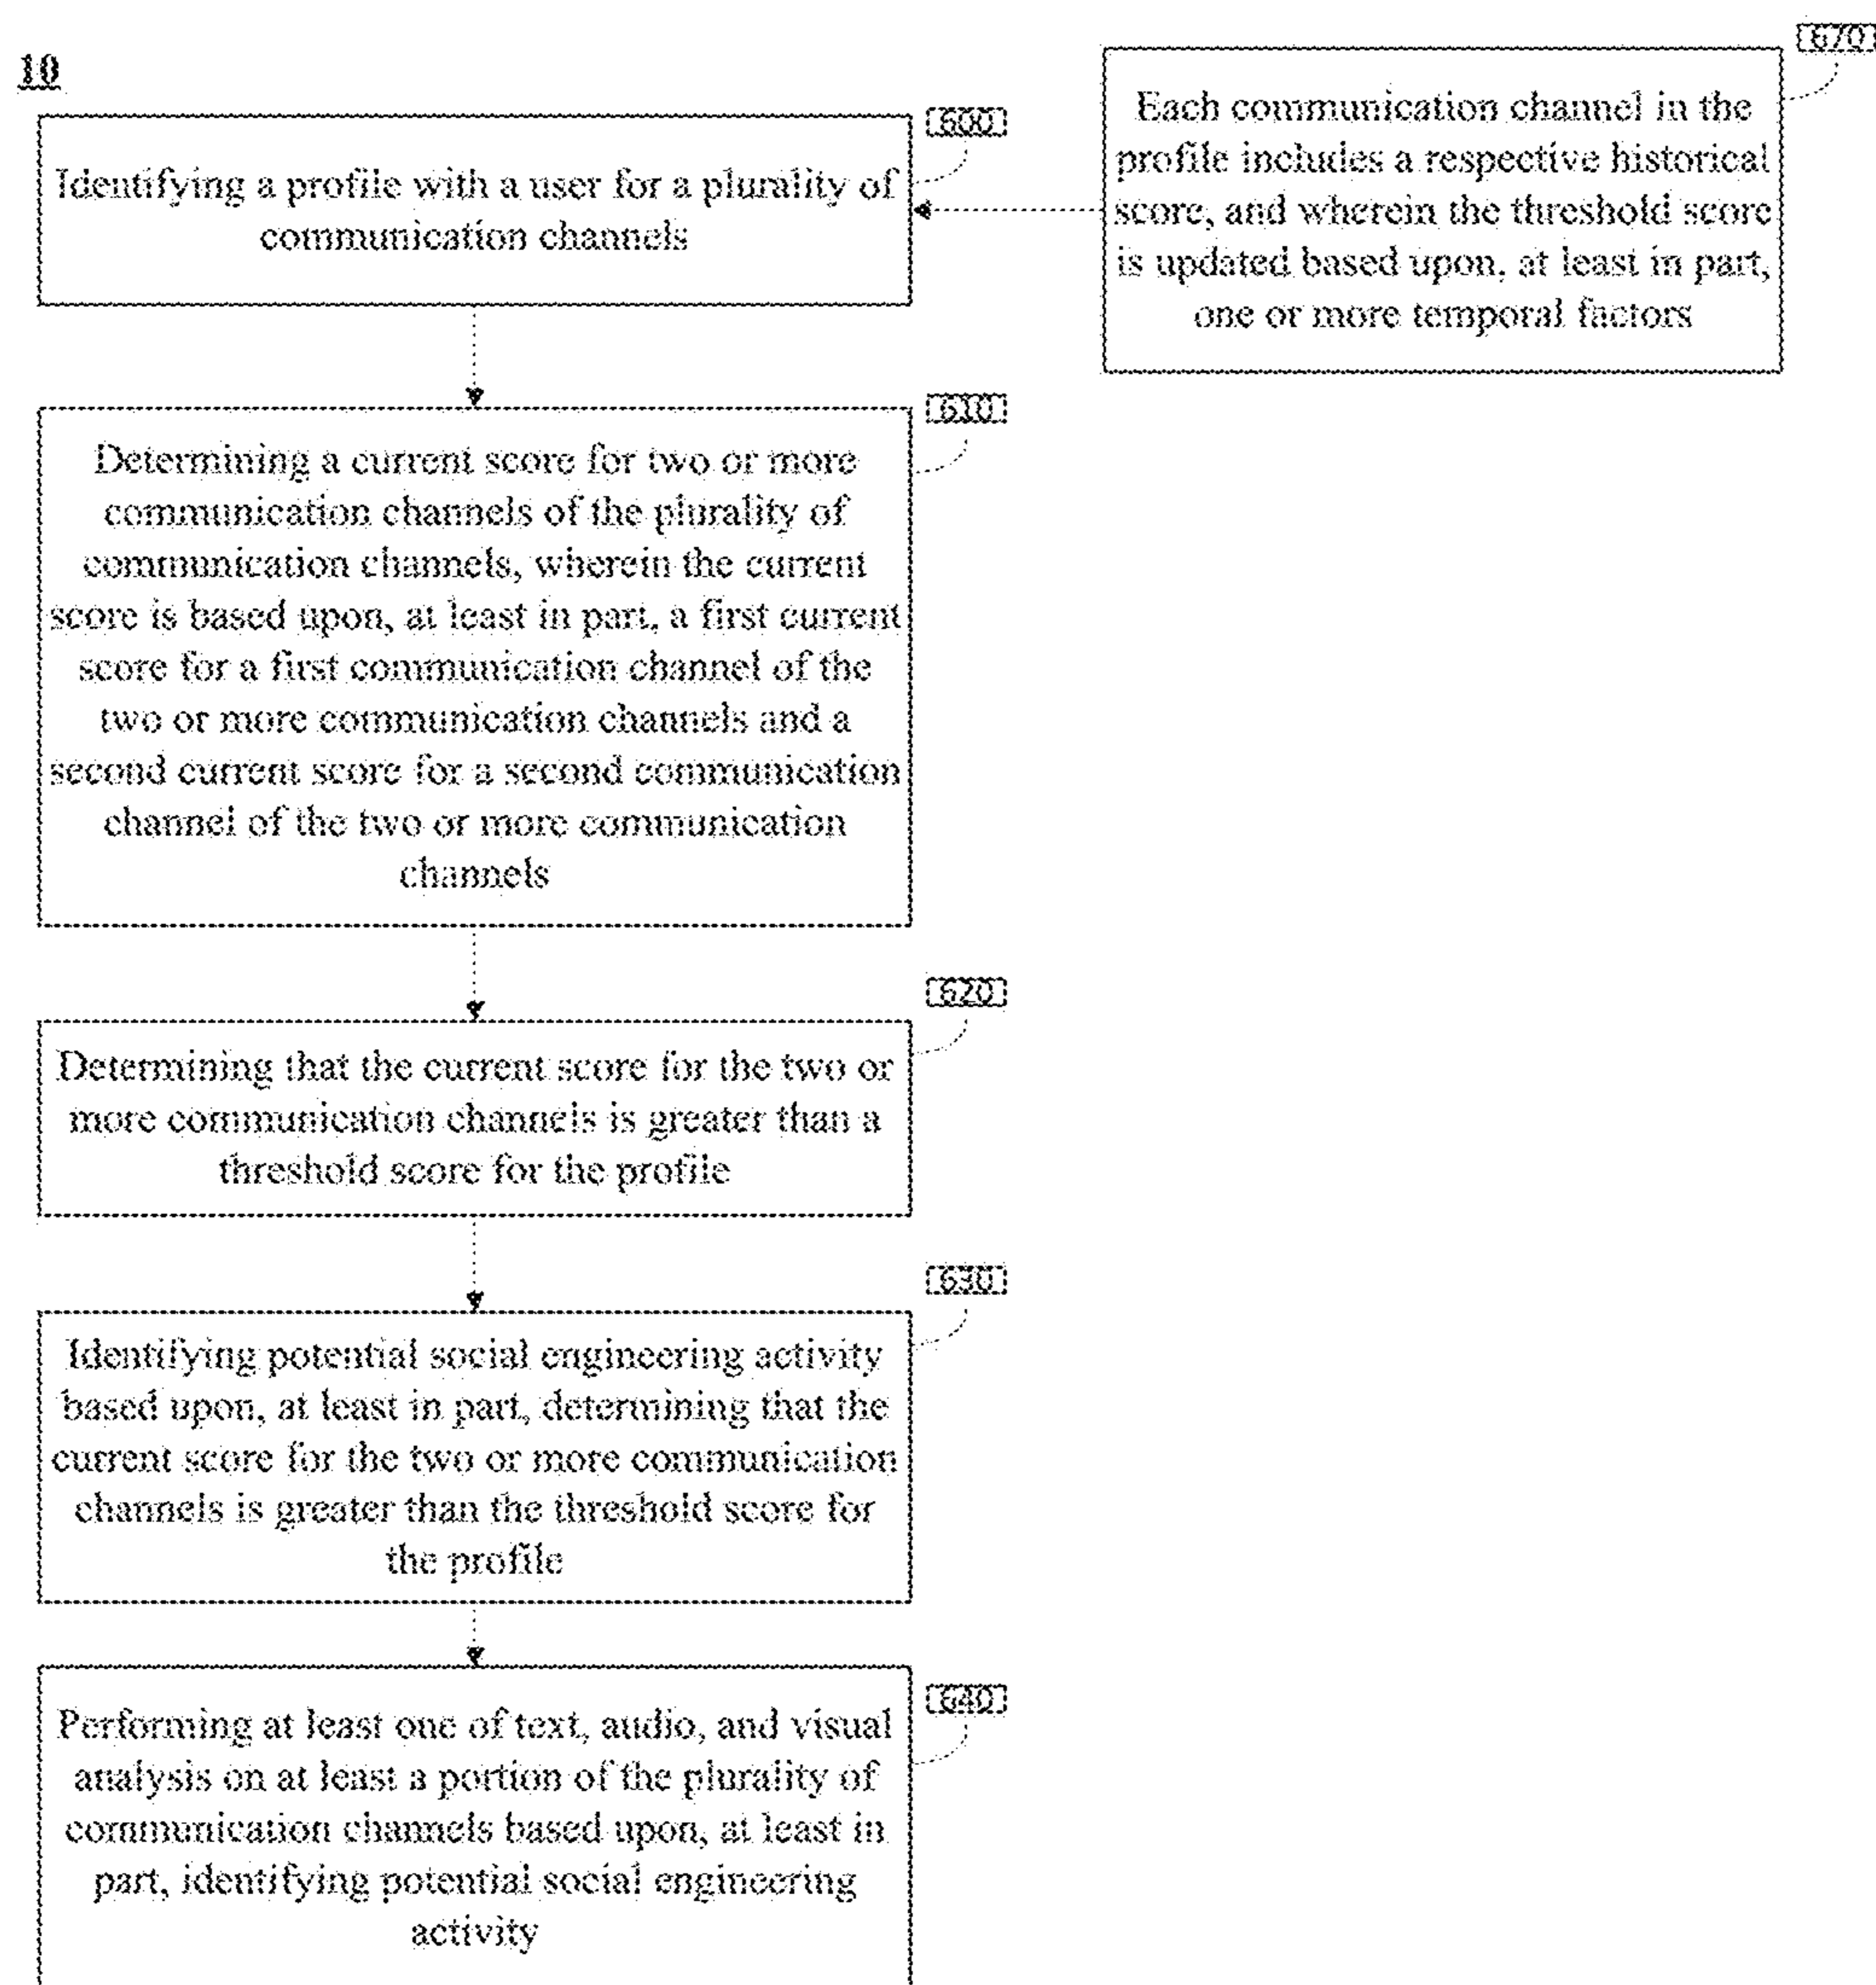 10
600
Identifying a profile with a user for a plurality of
communication channels
670
Each communication channel in the
profile includes a respective historical
score, and wherein the threshold score
is updated based upon, at least in part,
one or more temporal factors
610
Determining a current score for two or more
communication channels of the plurality of
communication channels, wherein the current
score is based upon, at least in part, a first current
score for a first communication channel of the
two or more communication channels and a
second current score for a second communication
channel of the two or more communication
channels
620
Determining that the current score for the two or
more communication channels is greater than a
threshold score for the profile
630
Identifying potential social engineering activity
based upon, at least in part, determining that the
current score for the two or more communication
channels is greater than the threshold score for
the profile
640
Performing at least one of text, audio, and visual
analysis on at least a portion of the plurality of
communication channels based upon, at least in
part, identifying potential social engineering
activity